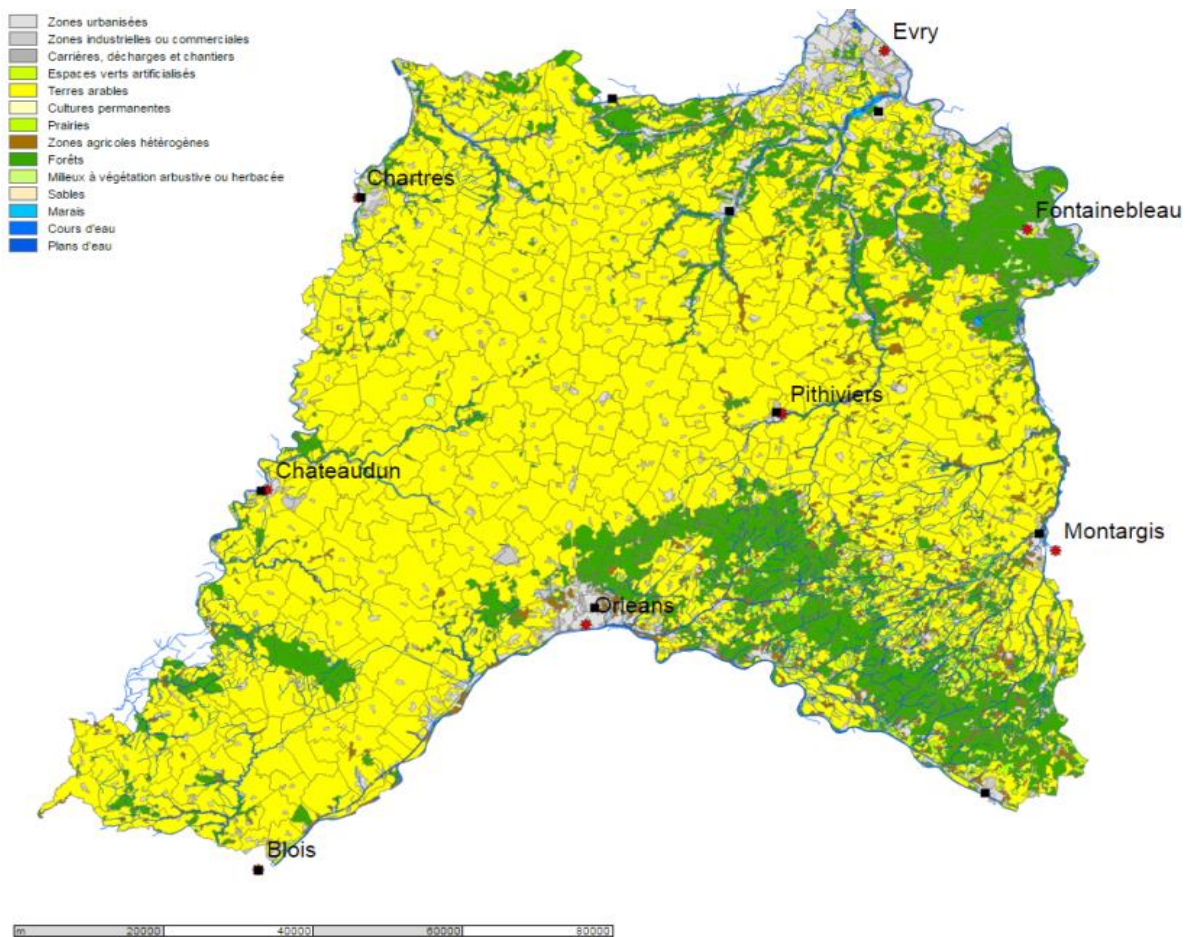 Zones urbanisées
Zones industrielles ou commerciales
Carrières, décharges et chantiers
Espaces verts artificialisés
Terres arables
Cultures permanentes
Prairies
Zones agricoles hétérogènes
Forêts
Milieux à végétation arbustive ou herbacée
Sables
Marais
Cours d'eau
Plans d'eau
Evry
Chartres
Fontainebleau
Pithiviers
Chateaudun
Montargis
Orleans
Blois
m 20000 40000 60000 80000